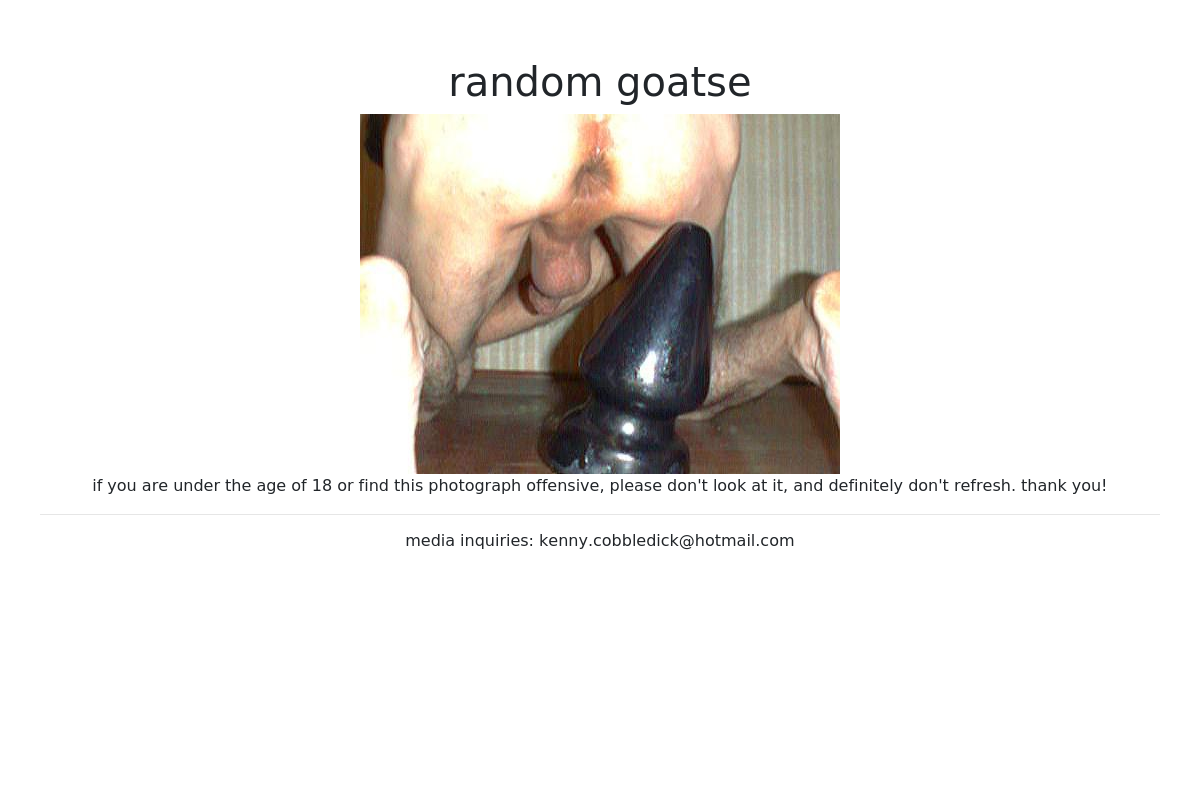 random goatse
if you are under the age of 18 or find this photograph offensive, please don't look at it, and definitely don't refresh. thank you!
media inquiries: kenny.cobbledick@hotmail.com